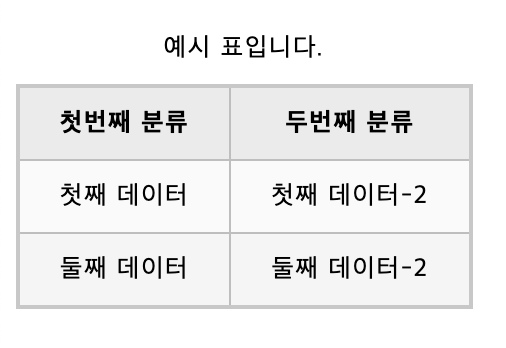 예시 표입니다.
첫번째 분류 두번째 분류
첫째 데이터 첫째 데이터-2
둘째 데이터 둘째 데이터-2